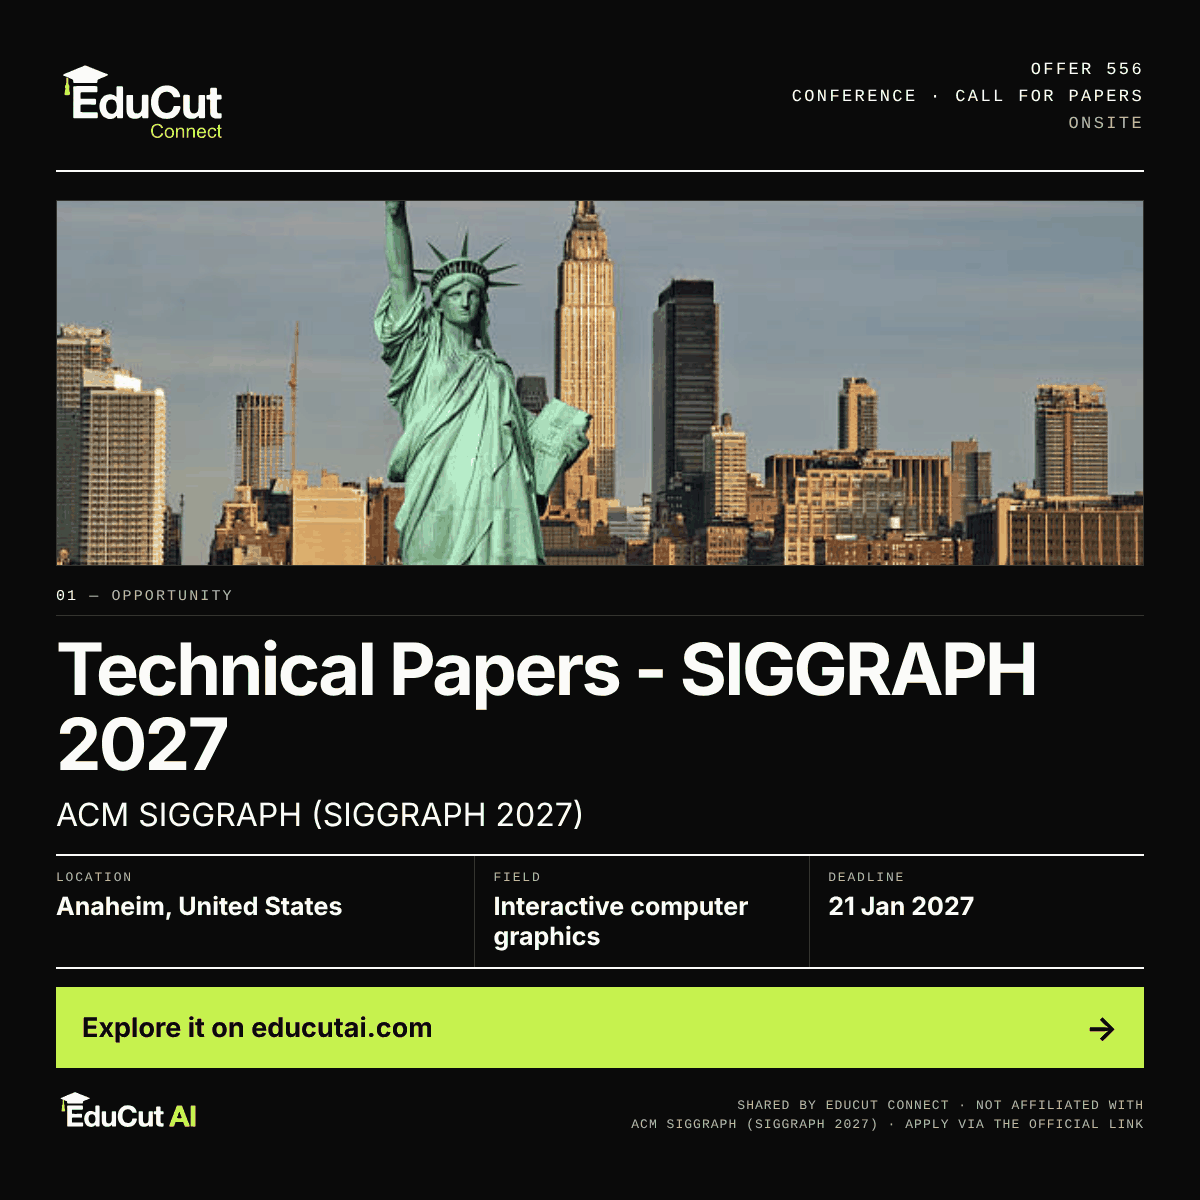 EduCut
Connect
OFFER 556
CONFERENCE · CALL FOR PAPERS
ONSITE
01 — OPPORTUNITY
Technical Papers - SIGGRAPH
2027
ACM SIGGRAPH (SIGGRAPH 2027)
LOCATION
Anaheim, United States
FIELD
Interactive computer
graphics
DEADLINE
21 Jan 2027
Explore it on educutai.com →
EduCut AI
SHARED BY EDUCUT CONNECT · NOT AFFILIATED WITH
ACM SIGGRAPH (SIGGRAPH 2027) · APPLY VIA THE OFFICIAL LINK